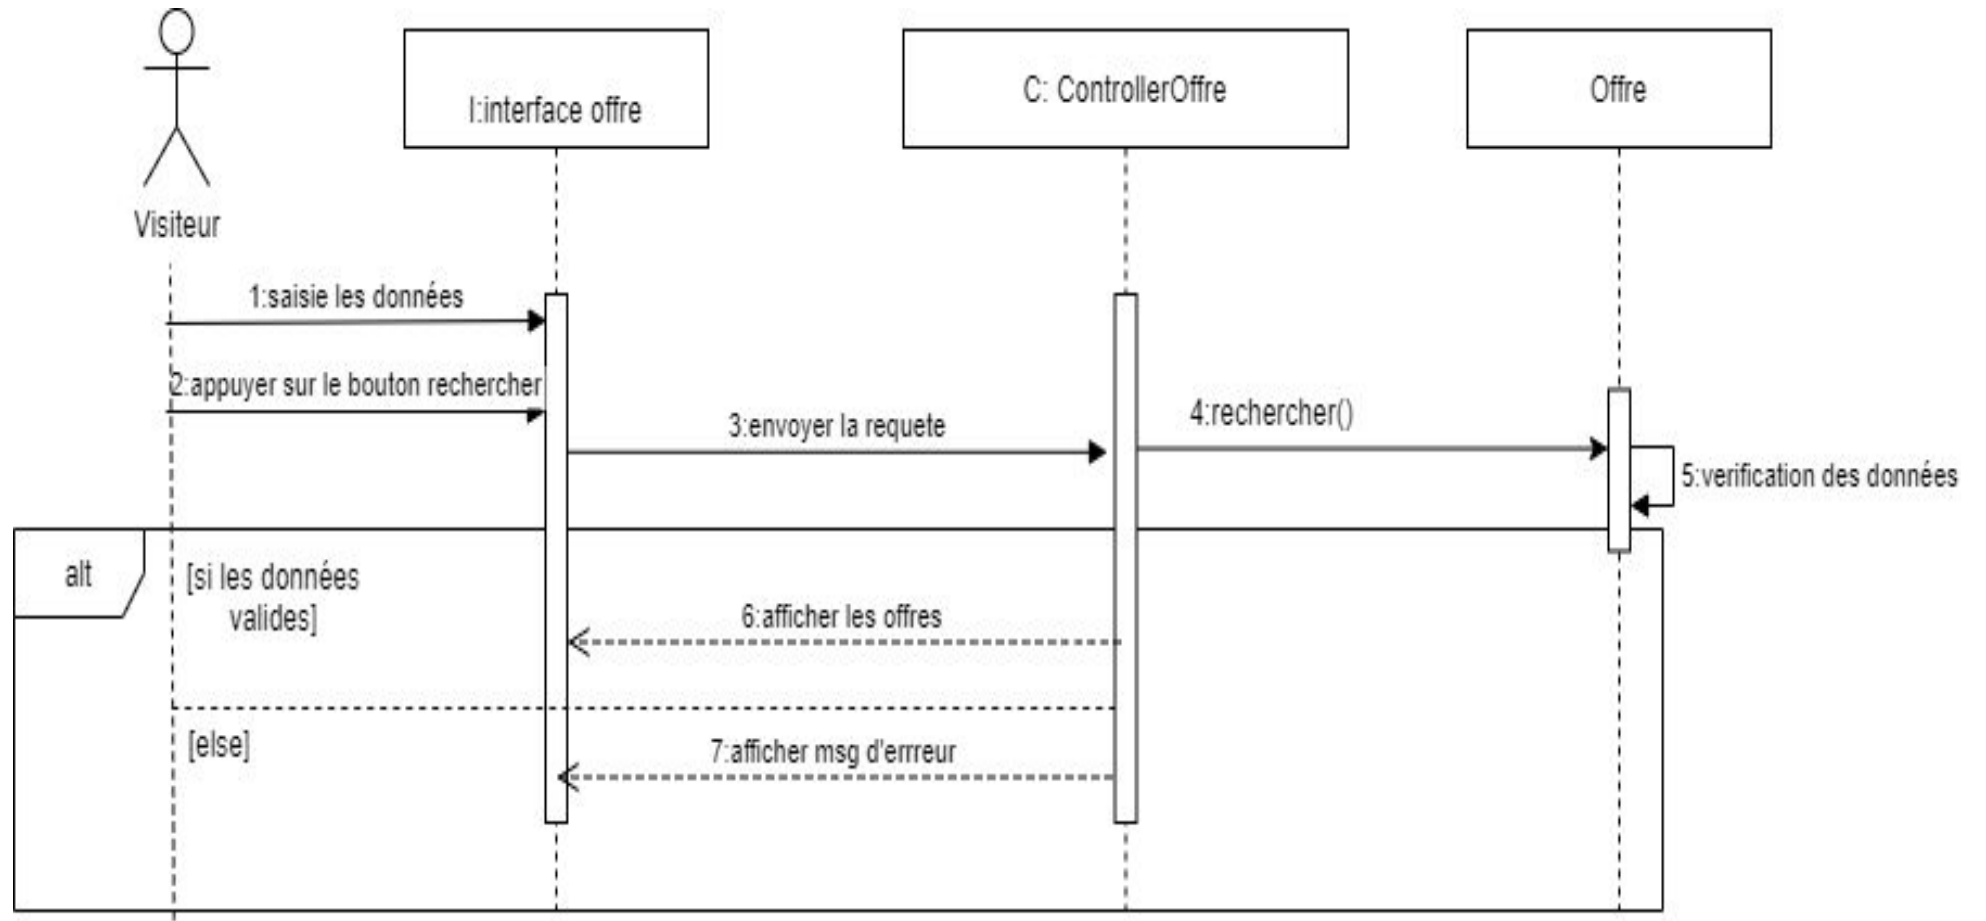 I:interface offre
C: ControllerOffre
Offre
Visiteur
1:saisie les données
2:appuyer sur le bouton rechercher
3:envoyer la requete
4:rechercher()
5:verification des données
alt
[si les données
valides]
6:afficher les offres
[else]
7:afficher msg d'errreur